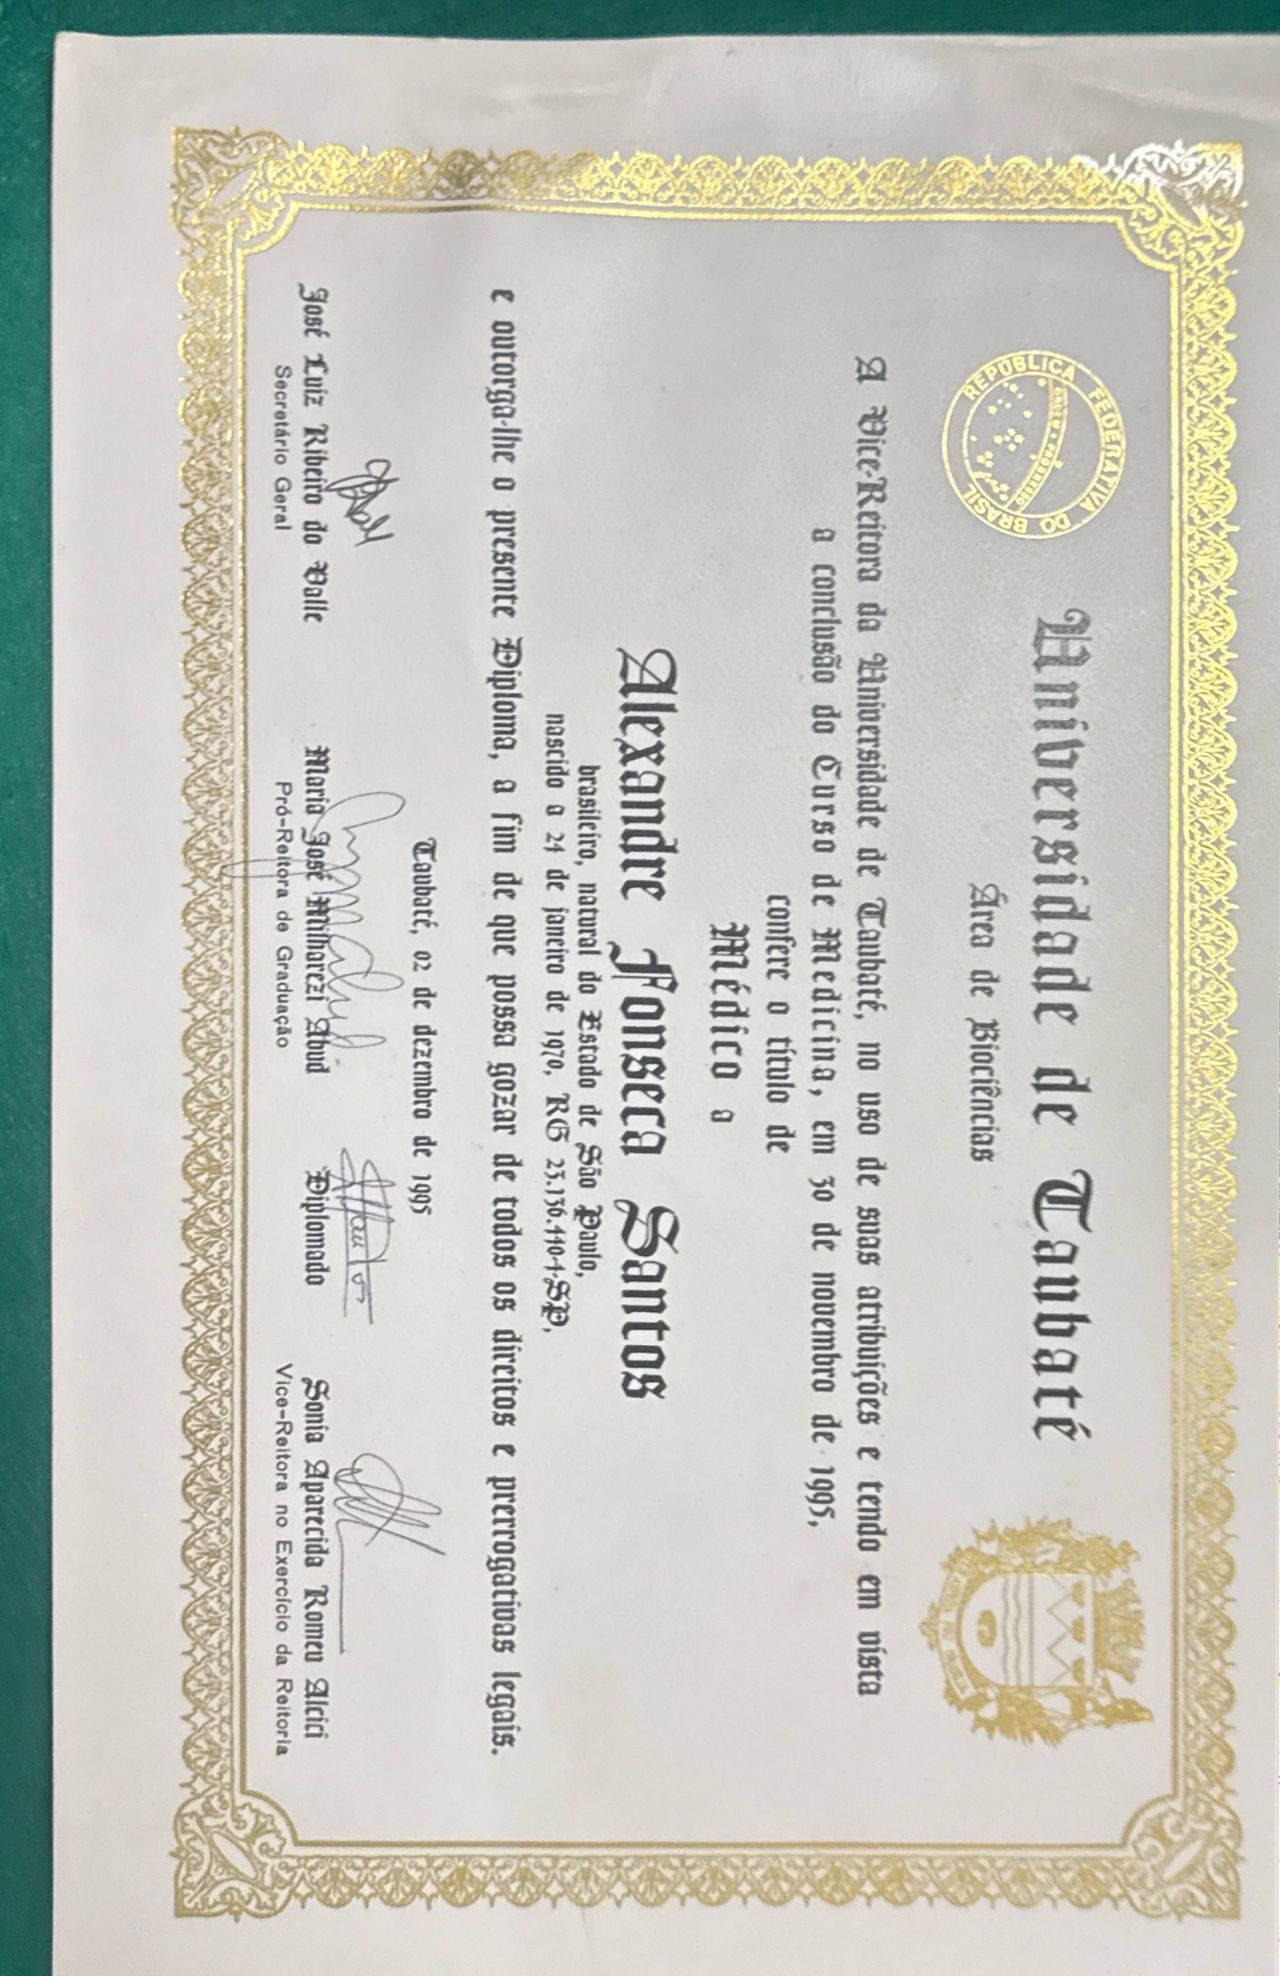 Universidade de Taubaté
Área de Biociências
REPÚBLICA FEDERATIVA DO BRASIL
ORDEM E PROGRESSO
A Vice-Reitora da Universidade de Taubaté, no uso de suas atribuições e tendo em vista
a conclusão do Curso de Medicina, em 30 de novembro de 1995,
confere o título de
Médico a
Alexandre Fonseca Santos
brasileiro, natural do Estado de São Paulo,
nascido a 24 de janeiro de 1970, RG 23.136.440-4-SP,
e outorga-lhe o presente Diploma, a fim de que possa gozar de todos os direitos e prerrogativas legais.
Taubaté, 02 de dezembro de 1995
José Luiz Ribeiro do Valle
Secretário Geral
Maria José Milharezi Abud
Pró-Reitora de Graduação
Diplomado
Sonia Aparecida Romeu Alcici
Vice-Reitora no Exercício da Reitoria